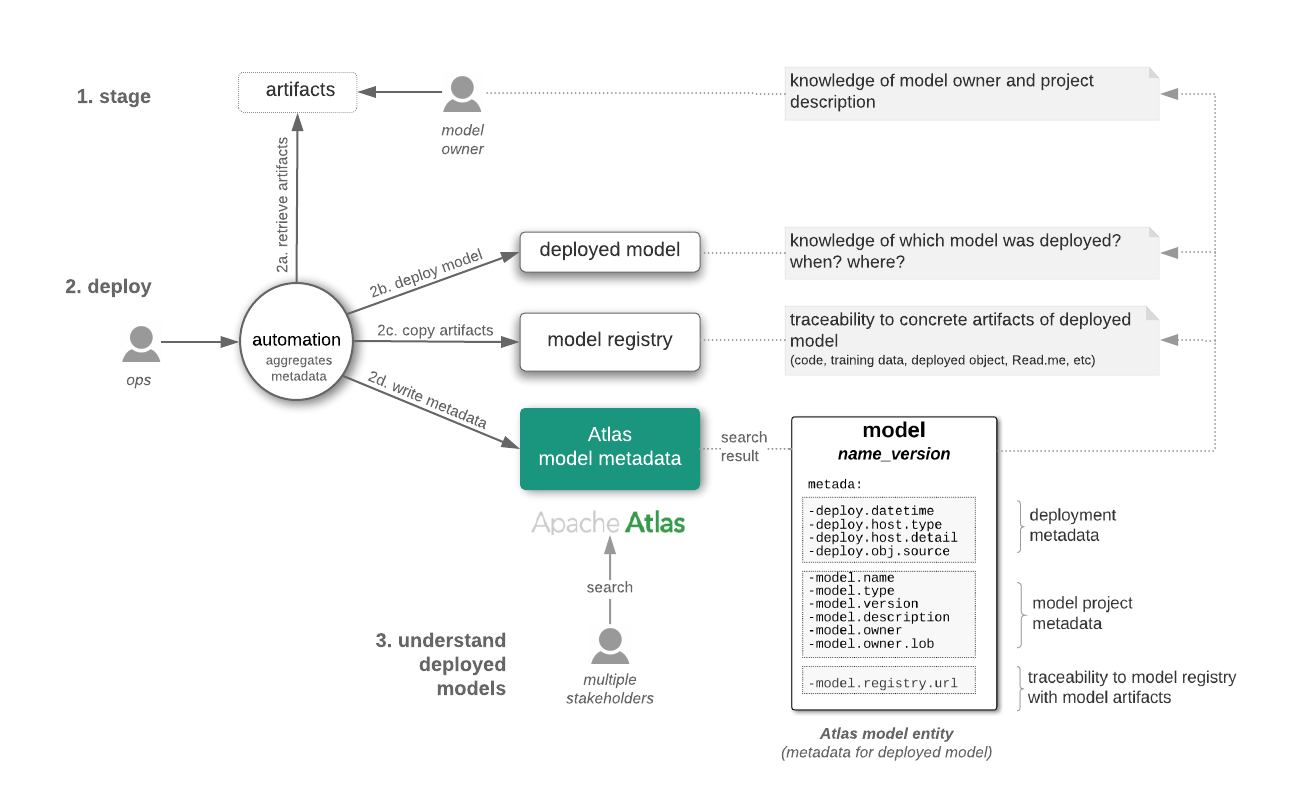 1. stage
artifacts
model
owner
knowledge of model owner and project
description
2a. retrieve artifacts
2. deploy
ops
automation
aggregates
metadata
2b. deploy model
deployed model
knowledge of which model was deployed?
when? where?
2c. copy artifacts
model registry
traceability to concrete artifacts of deployed
model
(code, training data, deployed object, Read.me, etc)
2d. write metadata
Atlas
model metadata
search
result
Apache Atlas
search
3. understand
deployed
models
multiple
stakeholders
model
name_version
metada:
-deploy.datetime
-deploy.host.type
-deploy.host.detail
-deploy.obj.source
deployment
metadata
-model.name
-model.type
-model.version
-model.description
-model.owner
-model.owner.lob
model project
metadata
-model.registry.url
traceability to model registry
with model artifacts
Atlas model entity
(metadata for deployed model)